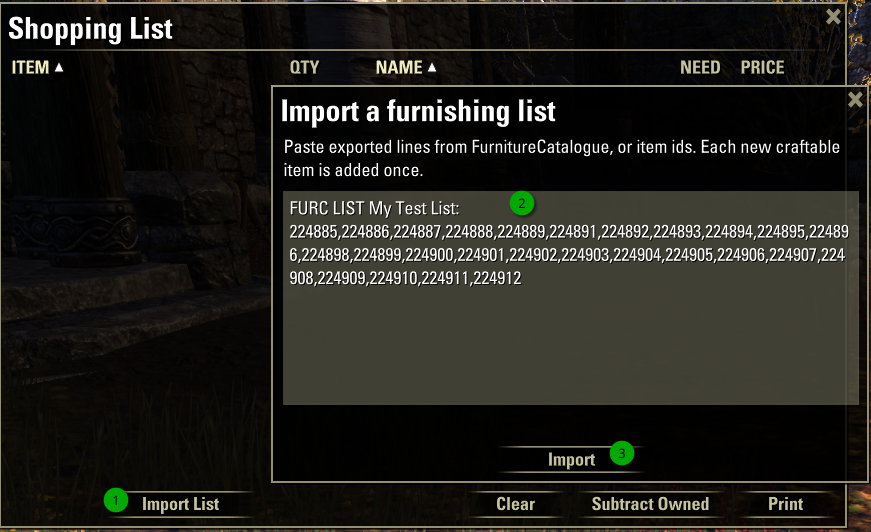 Shopping List
ITEM ▲ QTY NAME ▲ NEED PRICE
Import a furnishing list
Paste exported lines from FurnitureCatalogue, or item ids. Each new craftable
item is added once.
FURC LIST My Test List: 2
224885,224886,224887,224888,224889,224891,224892,224893,224894,224895,22489
6,224898,224899,224900,224901,224902,224903,224904,224905,224906,224907,224
908,224909,224910,224911,224912
Import 3
1 Import List Clear Subtract Owned Print